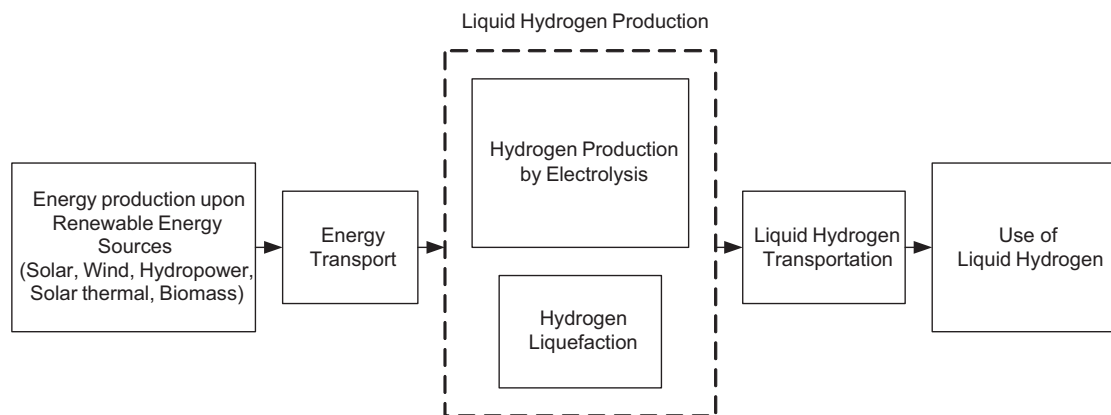 Liquid Hydrogen Production
Energy production upon
Renewable Energy
Sources
(Solar, Wind, Hydropower,
Solar thermal, Biomass)
Energy
Transport
Hydrogen Production
by Electrolysis
Hydrogen
Liquefaction
Liquid Hydrogen
Transportation
Use of
Liquid Hydrogen